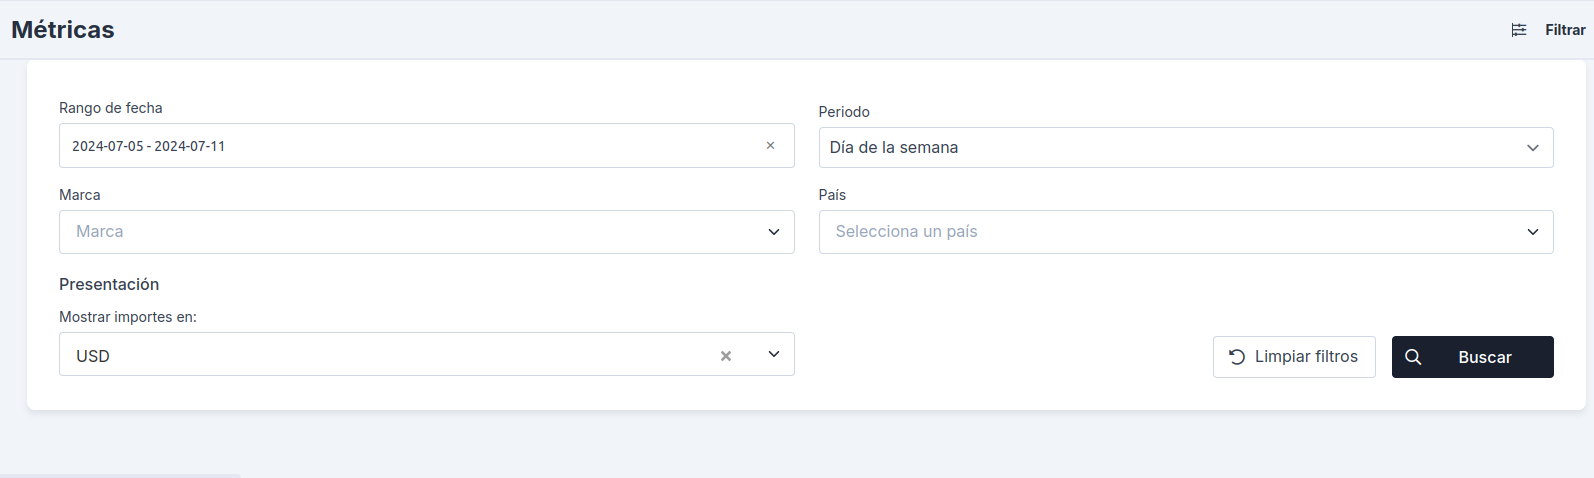 Métricas
Filtrar
Rango de fecha
2024-07-05 - 2024-07-11
Periodo
Día de la semana
Marca
Marca
País
Selecciona un país
Presentación
Mostrar importes en:
USD
Limpiar filtros
Buscar